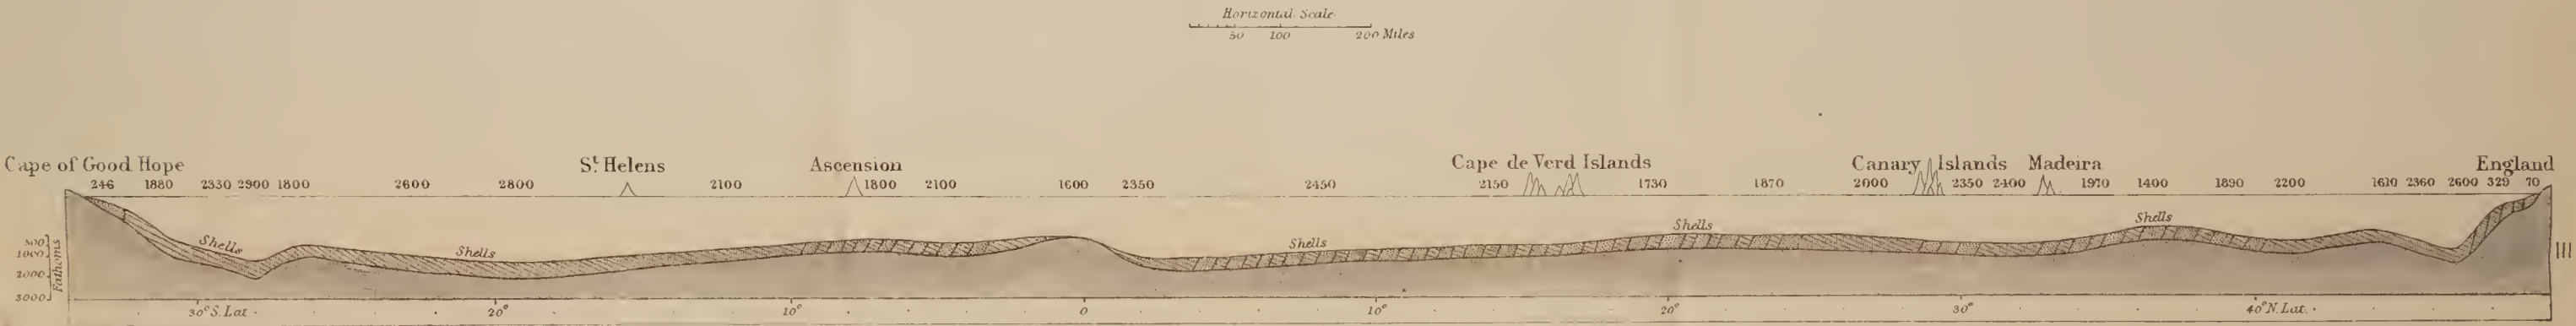 Horizontal Scale
50 100 200 Miles
Cape of Good Hope St. Helens Ascension Cape de Verd Islands Canary Islands Madeira England
246 1880 2330 2900 1800 2600 2800 2100 1800 2100 1600 2350 2450 2150 1730 1870 2000 2350 2400 1970 1400 1890 2200 1610 2360 2600 329 70
Shells Shells Shells Shells Shells
500
1000
2000
3000
Fathoms
III
30° S. Lat. 20° 10° 0 10° 20° 30° 40° N. Lat.